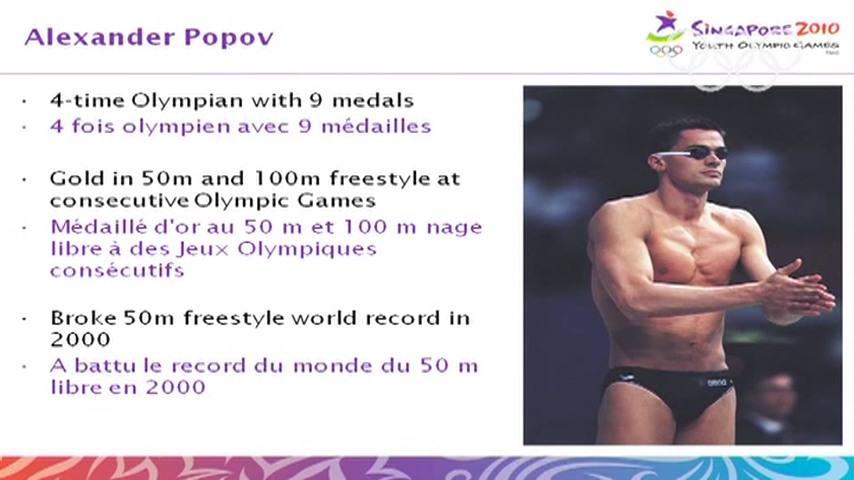 Alexander Popov
SINGAPORE 2010
YOUTH OLYMPIC GAMES
· 4-time Olympian with 9 medals
· 4 fois olympien avec 9 médailles
· Gold in 50m and 100m freestyle at
consecutive Olympic Games
· Médaillé d'or au 50 m et 100 m nage
libre à des Jeux Olympiques
consécutifs
· Broke 50m freestyle world record in
2000
· A battu le record du monde du 50 m
libre en 2000
arena